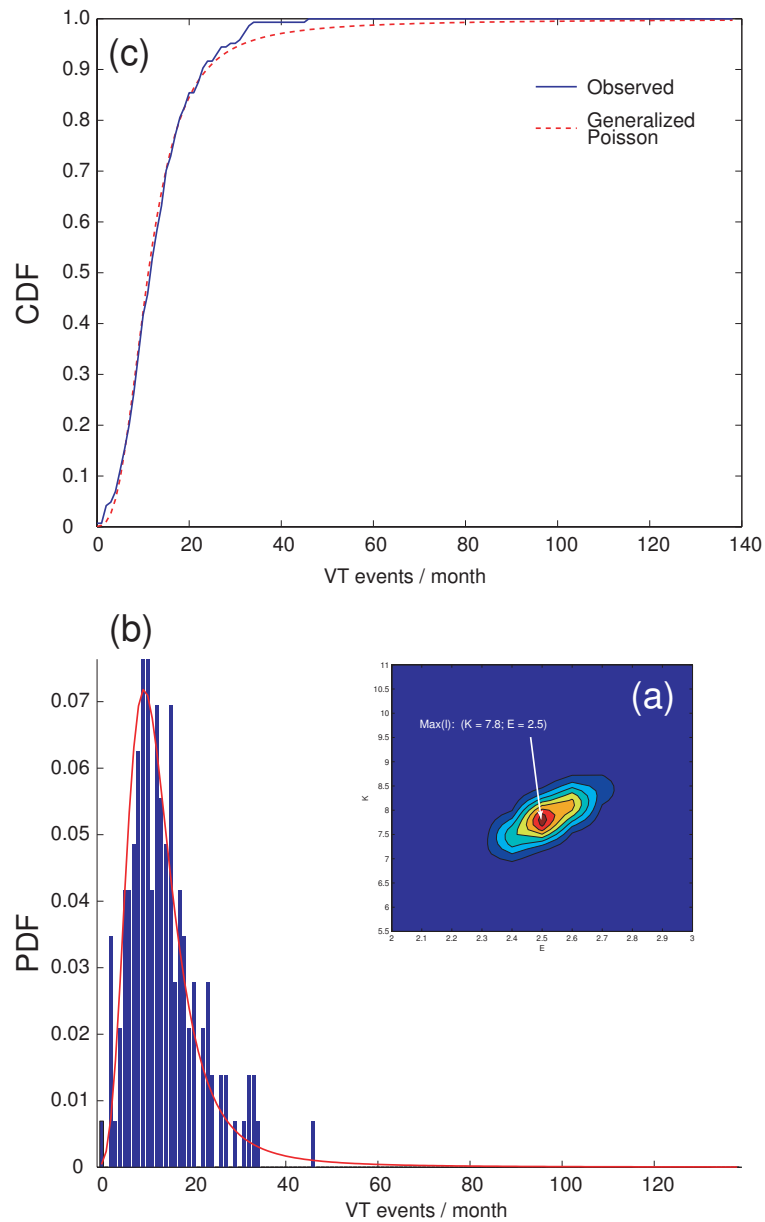 (c)
1.0
0.9
0.8
0.7
0.6
0.5
0.4
0.3
0.2
0.1
0
CDF
Observed
Generalized
Poisson
0 20 40 60 80 100 120 140
VT events / month
(b)
0.07
0.06
0.05
0.04
0.03
0.02
0.01
0
PDF
(a)
Max(l): (K = 7.8; E = 2.5)
11
10.5
10
9.5
9
8.5
8
7.5
7
6.5
6
5.5
K
2 2.1 2.2 2.3 2.4 2.5 2.6 2.7 2.8 2.9 3
E
0 20 40 60 80 100 120
VT events / month